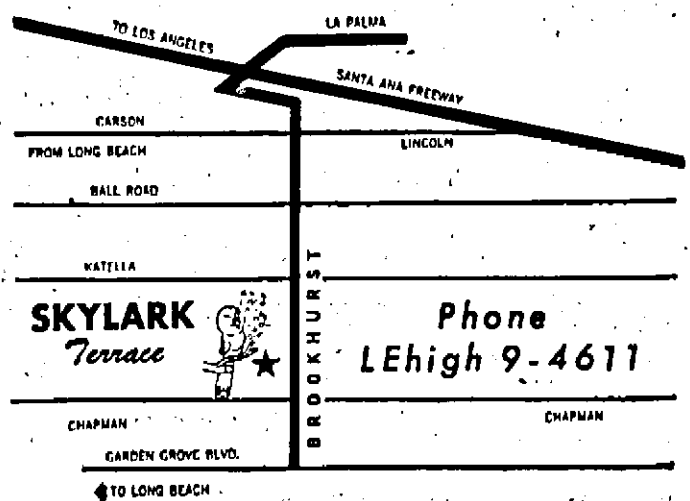 LA PALMA
TO LOS ANGELES
SANTA ANA FREEWAY
CARSON
LINCOLN
FROM LONG BEACH
BALL ROAD
KATELLA
SKYLARK
Terrace
BROOKHURST
Phone
LEhigh 9-4611
CHAPMAN
CHAPMAN
GARDEN GROVE BLVD.
TO LONG BEACH